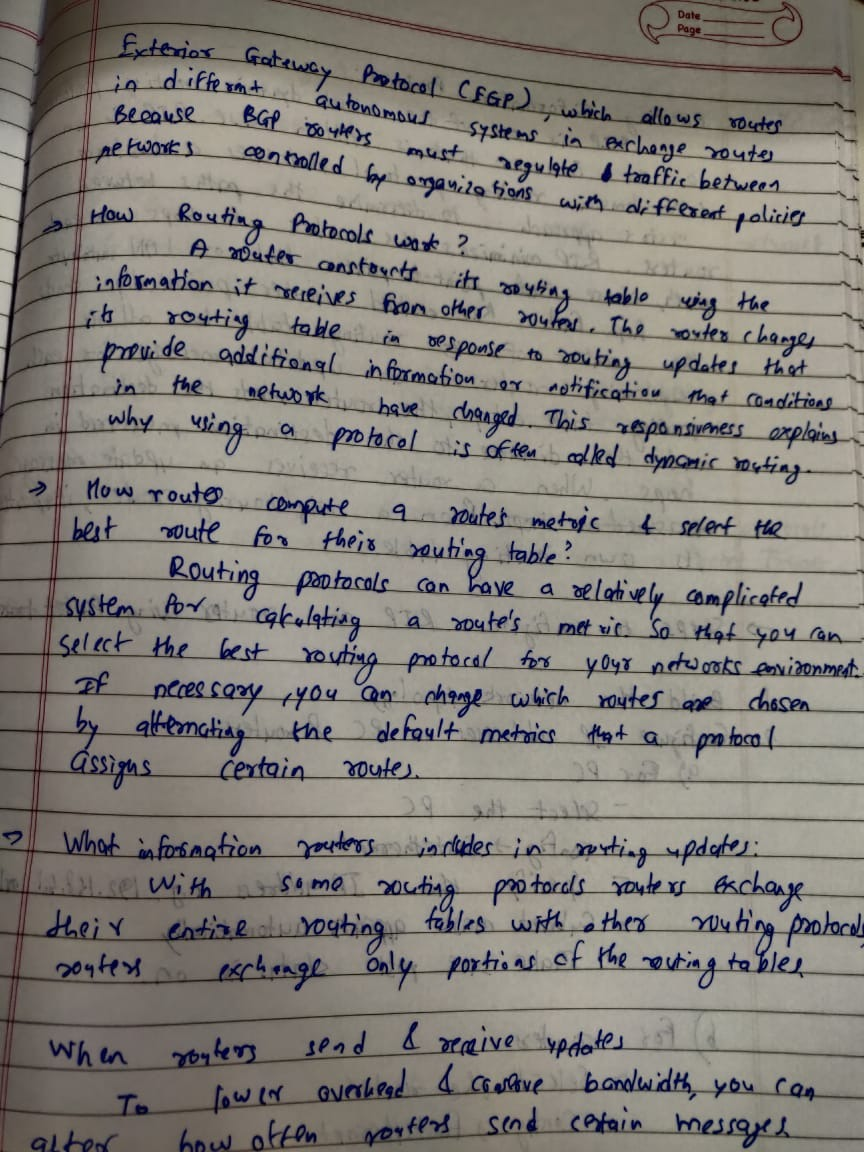 Date
Page
Exterior Gateway Protocol (EGP), which allows routes
in differnt autonomous systems in exchange routes
Because BGP routers must regulate traffic between
networks controlled by organizations with different policies
→ How Routing Protocols work?
A router constructs its routing table using the
information it receives from other routers. The router changes
its routing table in response to routing updates that
provide additional information or notification that conditions
in the network have changed. This responsiveness explains
why using a protocol is often called dynamic routing.
→ How routes compute a route's metric & select the
best route for their routing table?
Routing protocols can have a relatively complicated
system for calculating a route's metric So that you can
select the best routing protocol for your networks environment.
If necessary, you can change which routes are chosen
by alternating the default metrics that a protocol
assigns certain routes.
→ What information routers includes in routing updates:
With some routing protocols routers exchange
their entire routing tables with other routing protocols
routers exchange only portions of the routing tables
When routers send & receive updates
To lower overhead & bandwidth, you can
alter how often routers send certain messages